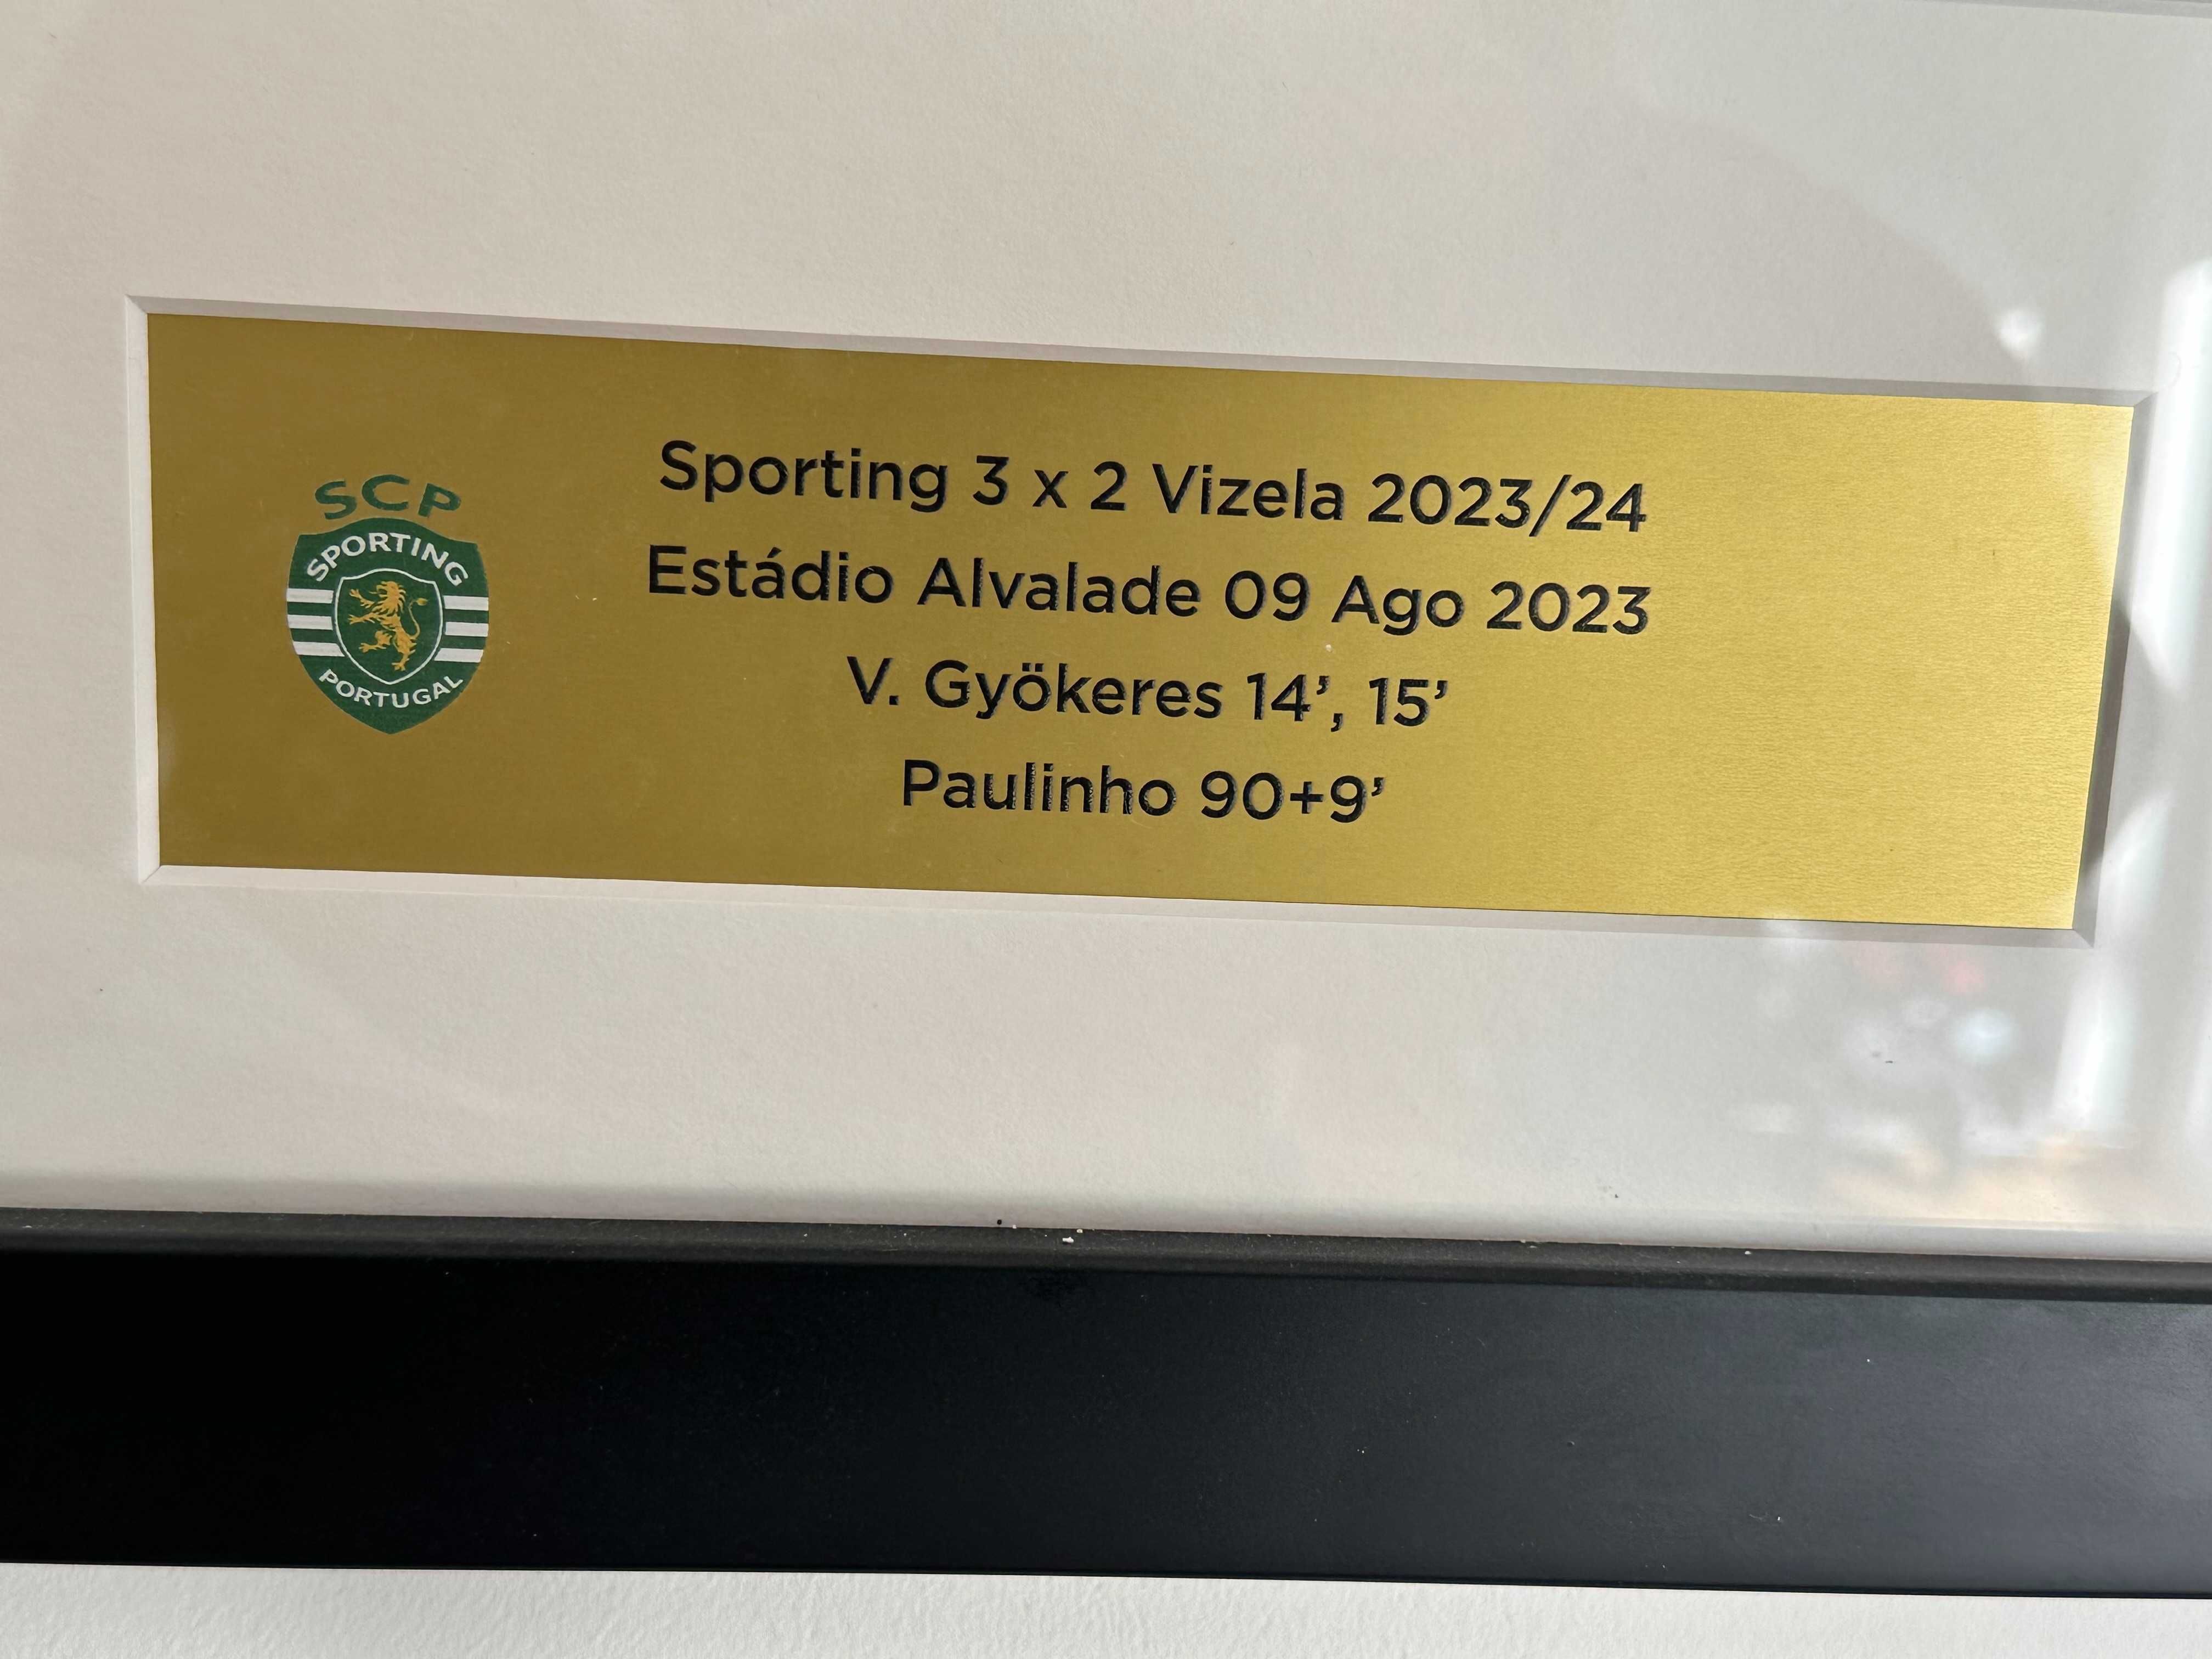 SCP
SPORTING
PORTUGAL
Sporting 3 x 2 Vizela 2023/24
Estádio Alvalade 09 Ago 2023
V. Gyökeres 14’, 15’
Paulinho 90+9’